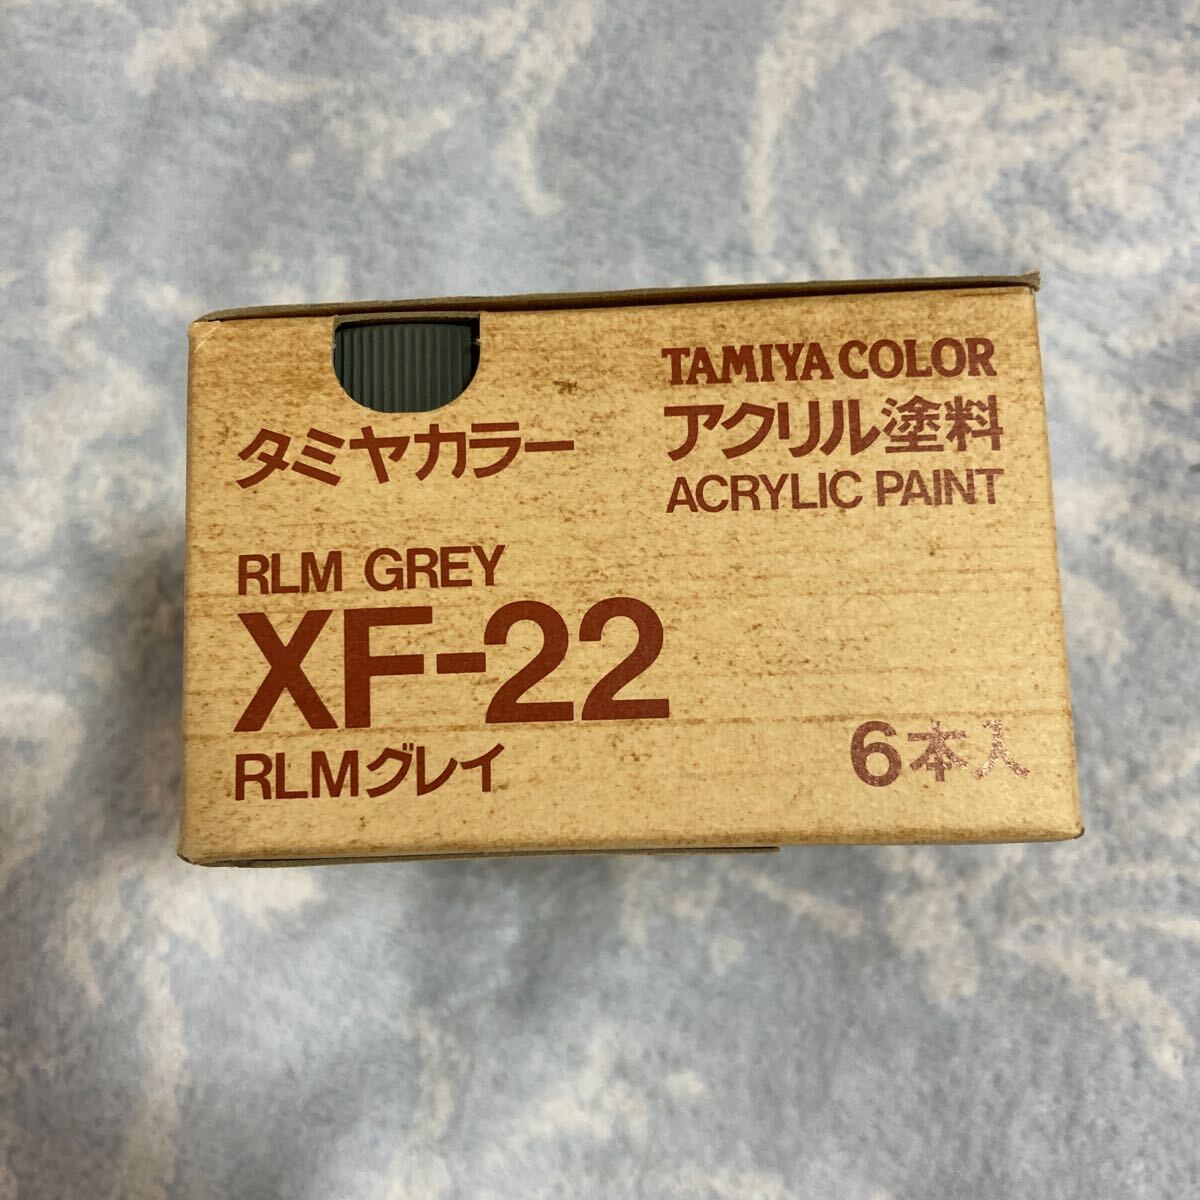 タミヤカラー
TAMIYA COLOR
アクリル塗料
ACRYLIC PAINT
RLM GREY
XF-22
RLMグレイ
6本入